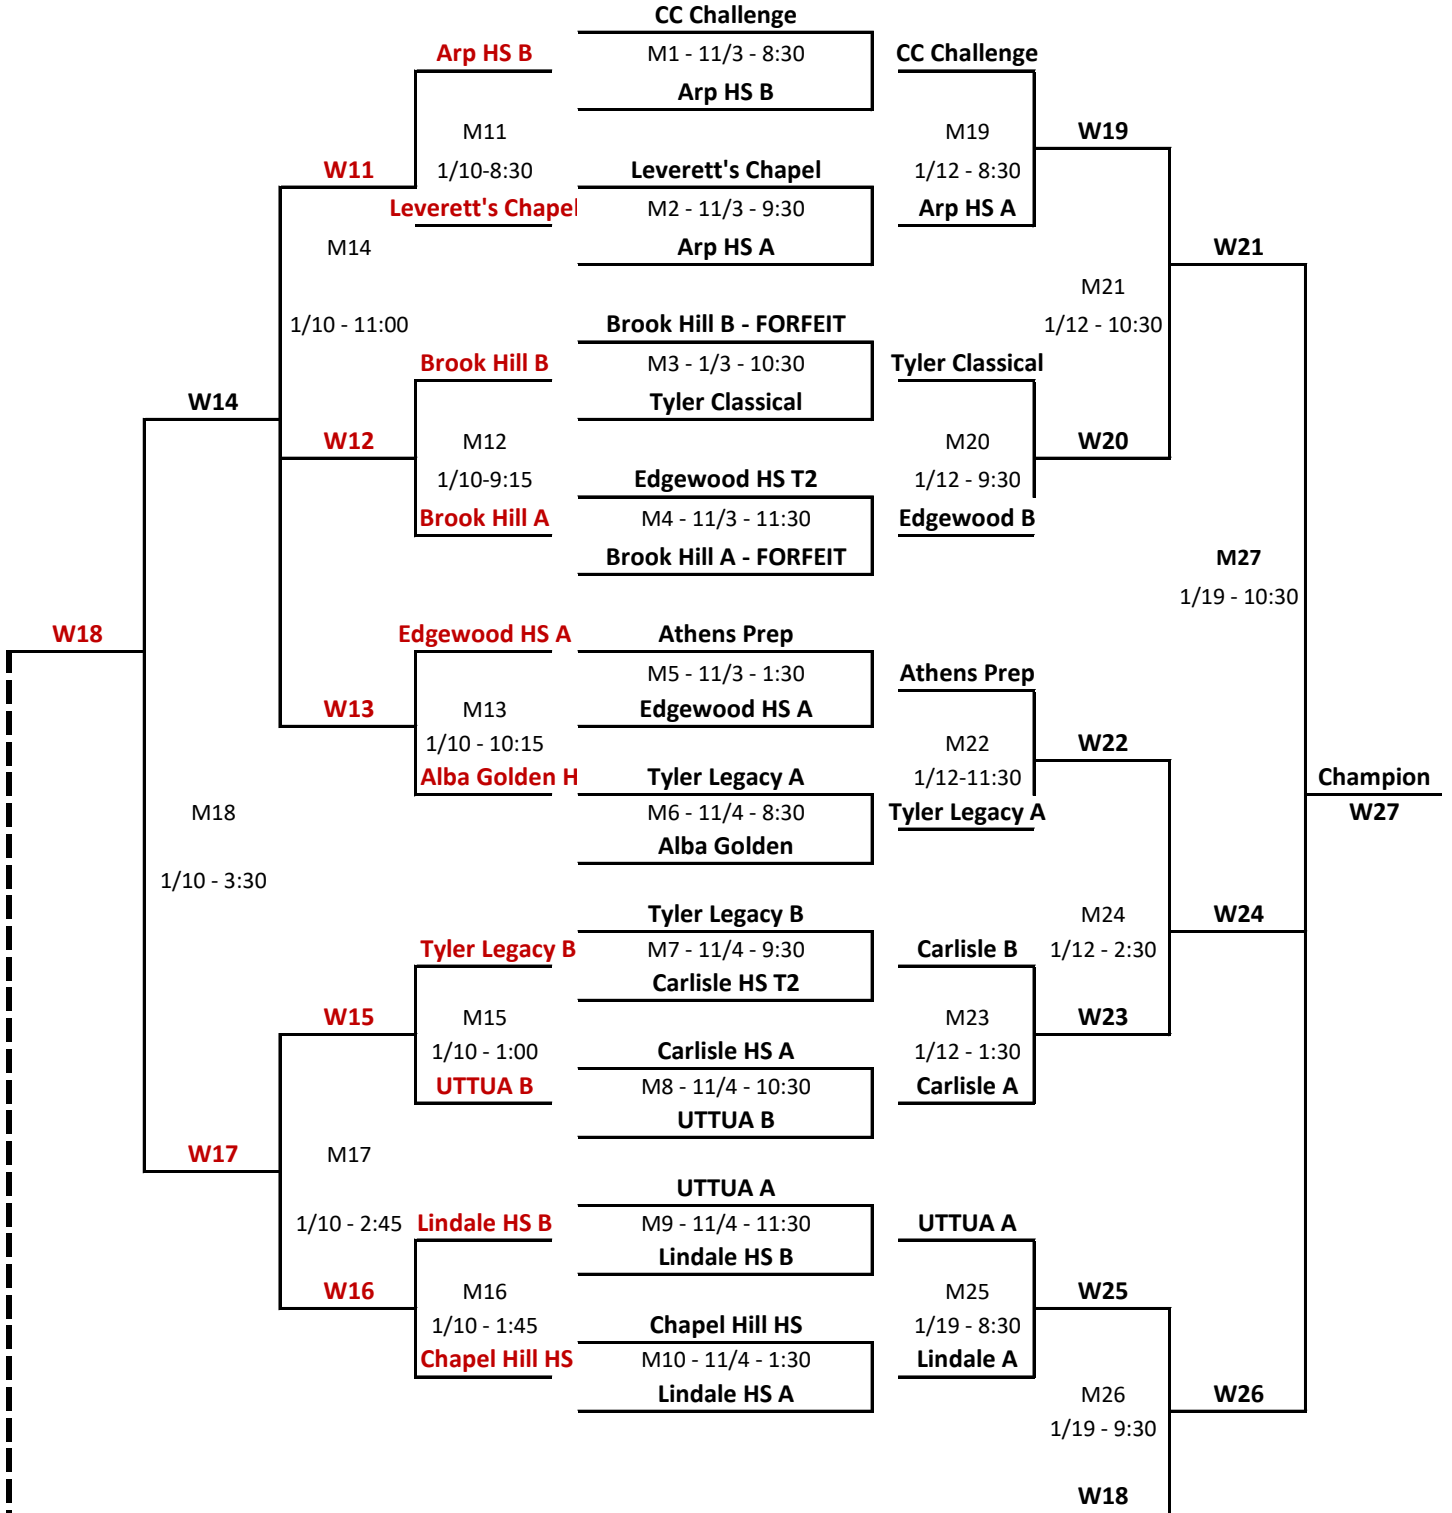 CC Challenge
Arp HS B
M1 - 11/3 - 8:30
CC Challenge
Arp HS B
M11
M19
W19
W11
1/10-8:30
Leverett's Chapel
1/12 - 8:30
Leverett's Chapel
M2 - 11/3 - 9:30
Arp HS A
M14
Arp HS A
W21
M21
1/10 - 11:00
Brook Hill B - FORFEIT
1/12 - 10:30
Brook Hill B
M3 - 1/3 - 10:30
Tyler Classical
W14
Tyler Classical
W12
M12
M20
W20
1/10-9:15
Edgewood HS T2
1/12 - 9:30
Brook Hill A
M4 - 11/3 - 11:30
Edgewood B
Brook Hill A - FORFEIT
M27
1/19 - 10:30
W18
Edgewood HS A
Athens Prep
M5 - 11/3 - 1:30
Athens Prep
W13
M13
Edgewood HS A
1/10 - 10:15
M22
W22
Alba Golden H
Tyler Legacy A
1/12-11:30
Champion
M18
M6 - 11/4 - 8:30
Tyler Legacy A
W27
Alba Golden
1/10 - 3:30
Tyler Legacy B
M24
W24
Tyler Legacy B
M7 - 11/4 - 9:30
Carlisle B
1/12 - 2:30
Carlisle HS T2
W15
M15
M23
W23
1/10 - 1:00
Carlisle HS A
1/12 - 1:30
UTTUA B
M8 - 11/4 - 10:30
Carlisle A
UTTUA B
W17
M17
UTTUA A
1/10 - 2:45
Lindale HS B
M9 - 11/4 - 11:30
UTTUA A
Lindale HS B
W16
M16
M25
W25
1/10 - 1:45
Chapel Hill HS
1/19 - 8:30
Chapel Hill HS
M10 - 11/4 - 1:30
Lindale A
Lindale HS A
M26
W26
1/19 - 9:30
W18